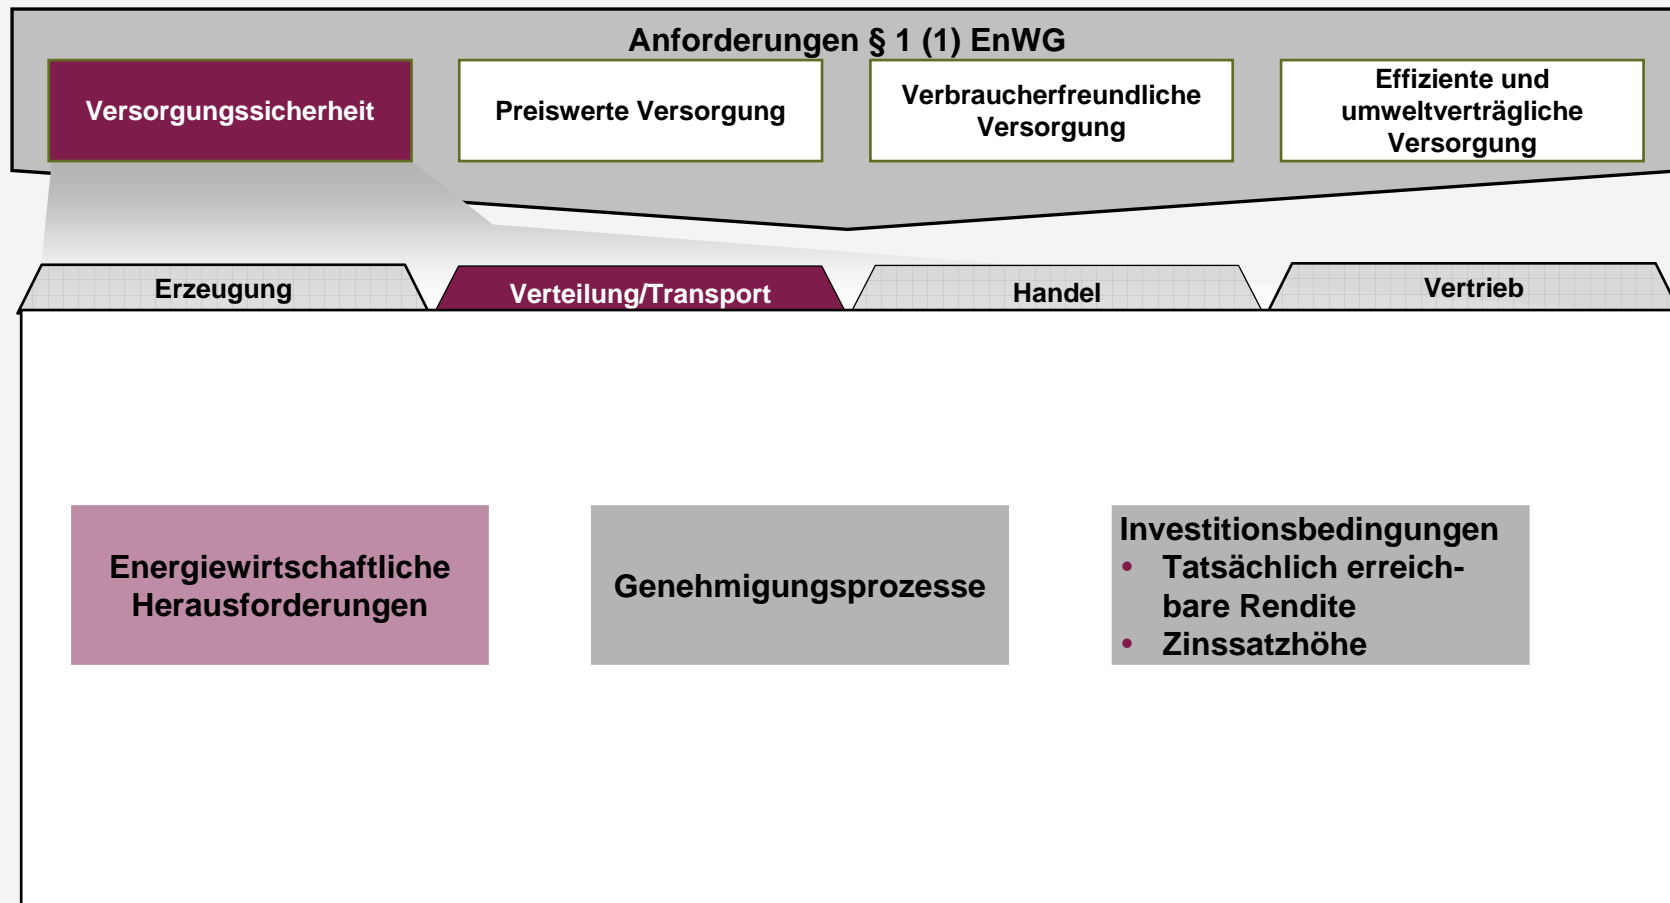 Anforderungen § 1 (1) EnWG
Versorgungssicherheit
Preiswerte Versorgung
Verbraucherfreundliche
Versorgung
Effiziente und
umweltverträgliche
Versorgung
Erzeugung
Verteilung/Transport
Handel
Vertrieb
Energiewirtschaftliche
Herausforderungen
Genehmigungsprozesse
Investitionsbedingungen
• Tatsächlich erreich-
bare Rendite
• Zinssatzhöhe